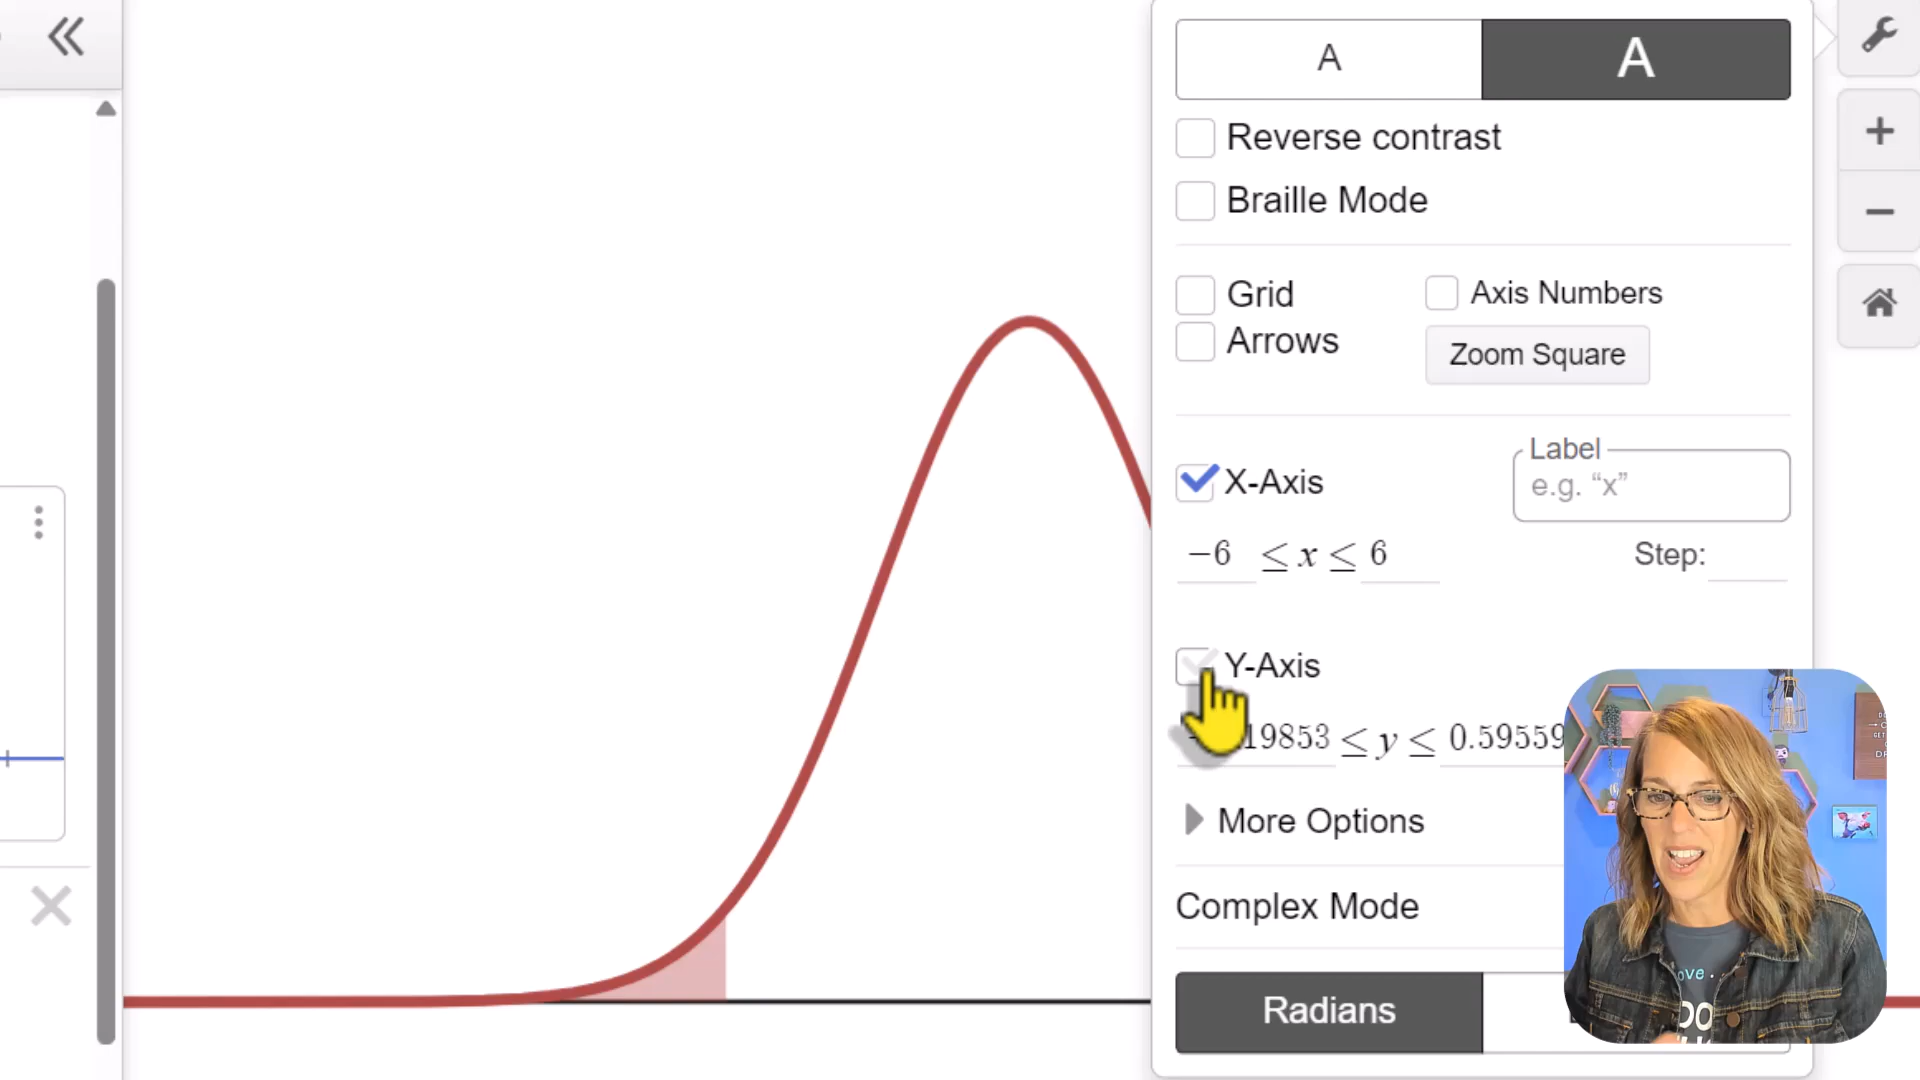 A A
Reverse contrast
Braille Mode
Grid
Axis Numbers
Arrows
Zoom Square
Label
X-Axis
e.g. “x”
−6 ≤ x ≤ 6
Step:
Y-Axis
19853 ≤ y ≤ 0.59559
More Options
Complex Mode
Radians